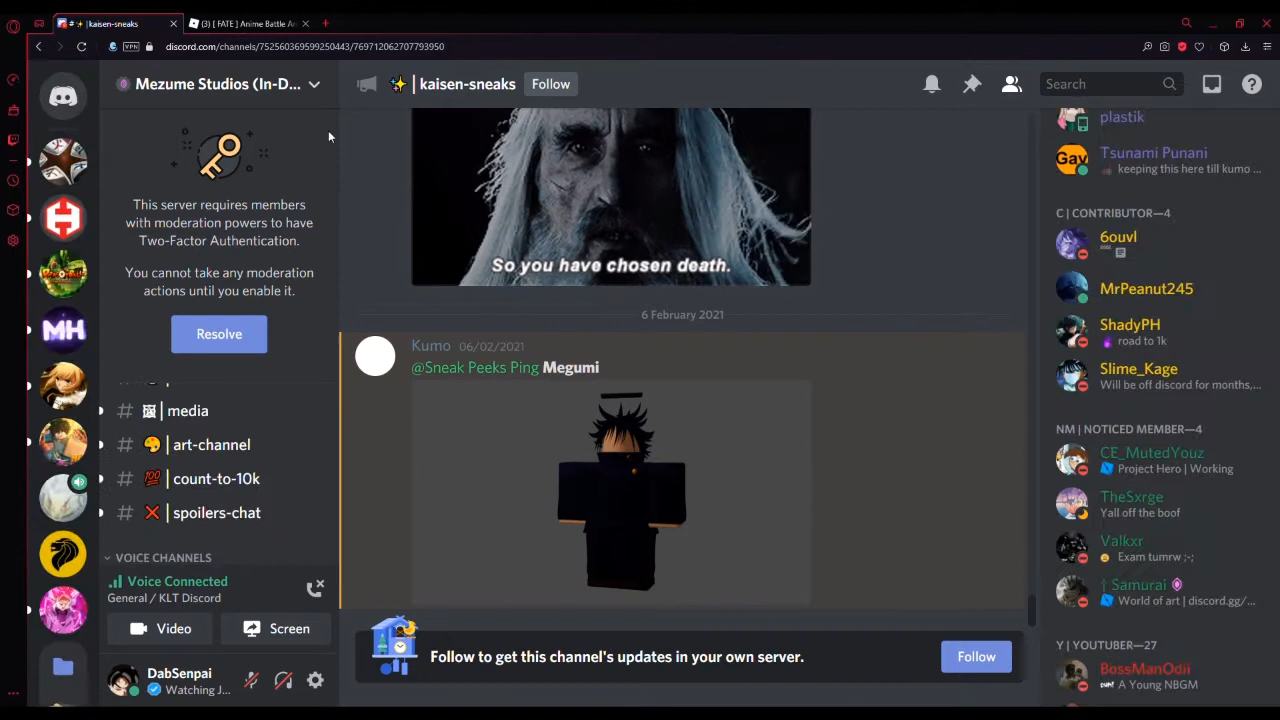 # ✨ | kaisen-sneaks
(3) [ FATE ] Anime Battle Ar
VPN
discord.com/channels/752560369599250443/769712062707793950
Mezume Studios (In-D...
✨ | kaisen-sneaks
Follow
Search
This server requires members
with moderation powers to have
Two-Factor Authentication.
You cannot take any moderation
actions until you enable it.
Resolve
# | media
# | art-channel
# 💯 | count-to-10k
# ❌ | spoilers-chat
VOICE CHANNELS
Voice Connected
General / KLT Discord
Video
Screen
DabSenpai
Watching J...
MH
So you have chosen death.
6 February 2021
Kumo 06/02/2021
@Sneak Peeks Ping Megumi
Follow to get this channel's updates in your own server.
Follow
plastik
Gav
Tsunami Punani
keeping this here till kumo ...
C | CONTRIBUTOR—4
6ouvl
MrPeanut245
ShadyPH
road to 1k
Slime_Kage
Will be off discord for months,...
NM | NOTICED MEMBER—4
CE_MutedYouz
Project Hero | Working
TheSxrge
Yall off the boof
Valkxr
Exam tumrw ;-;
† Samurai
World of art | discord.gg/...
Y | YOUTUBER—27
BossManOdii
A Young NBGM